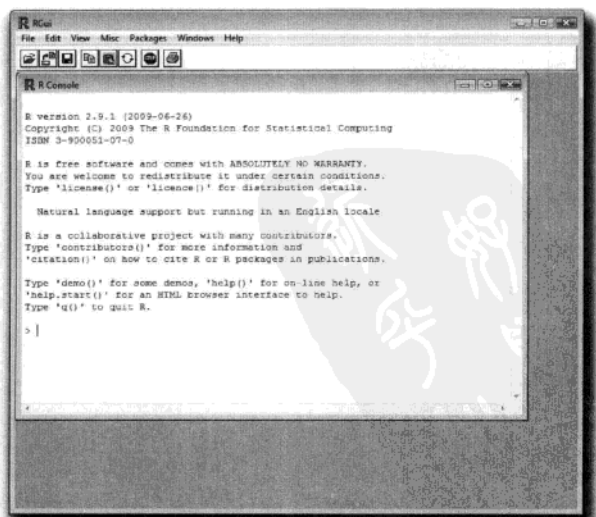 RGui
File Edit View Misc Packages Windows Help
R Console
R version 2.9.1 (2009-06-26)
Copyright (C) 2009 The R Foundation for Statistical Computing
ISBN 3-900051-07-0
R is free software and comes with ABSOLUTELY NO WARRANTY.
You are welcome to redistribute it under certain conditions.
Type 'license()' or 'licence()' for distribution details.
Natural language support but running in an English locale
R is a collaborative project with many contributors.
Type 'contributors()' for more information and
'citation()' on how to cite R or R packages in publications.
Type 'demo()' for some demos, 'help()' for on-line help, or
'help.start()' for an HTML browser interface to help.
Type 'q()' to quit R.
>